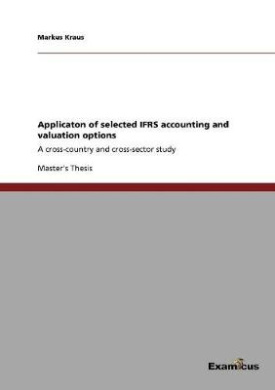 Markus Kraus
Applicaton of selected IFRS accounting and
valuation options
A cross-country and cross-sector study
Master's Thesis
Examicus